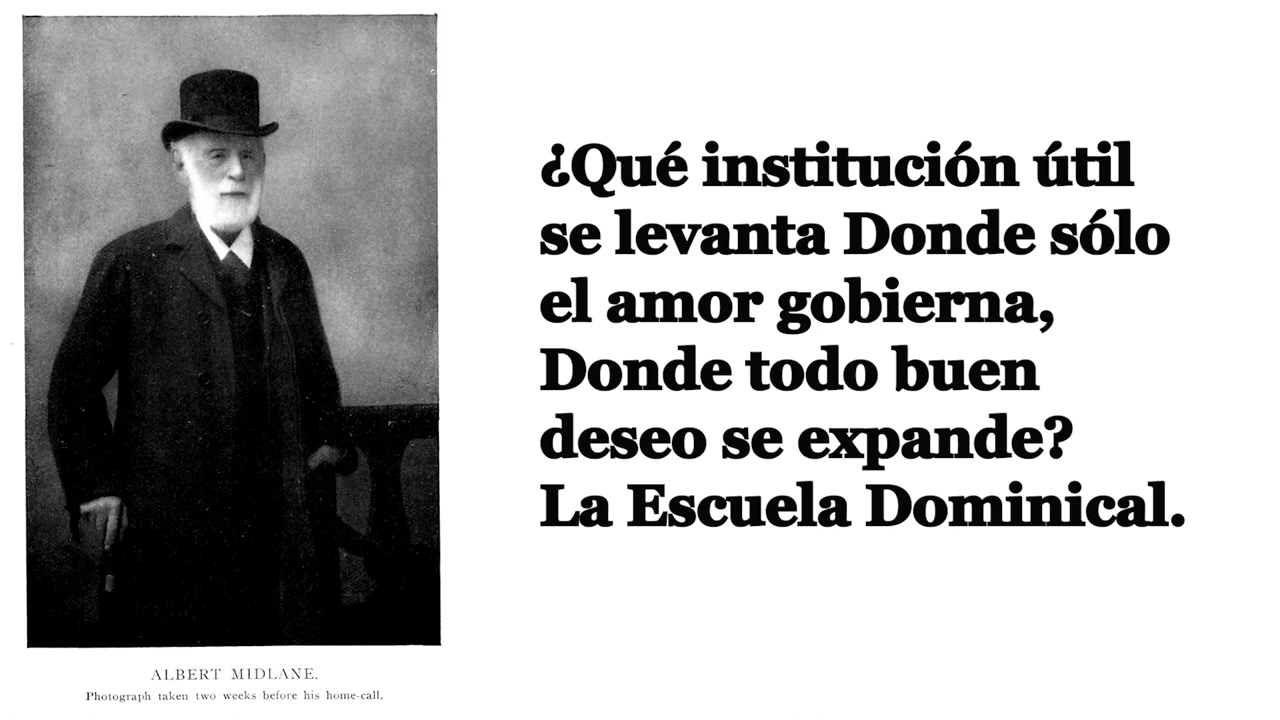 ¿Qué institución útil
se levanta Donde sólo
el amor gobierna,
Donde todo buen
deseo se expande?
La Escuela Dominical.
ALBERT MIDLANE.
Photograph taken two weeks before his home-call.